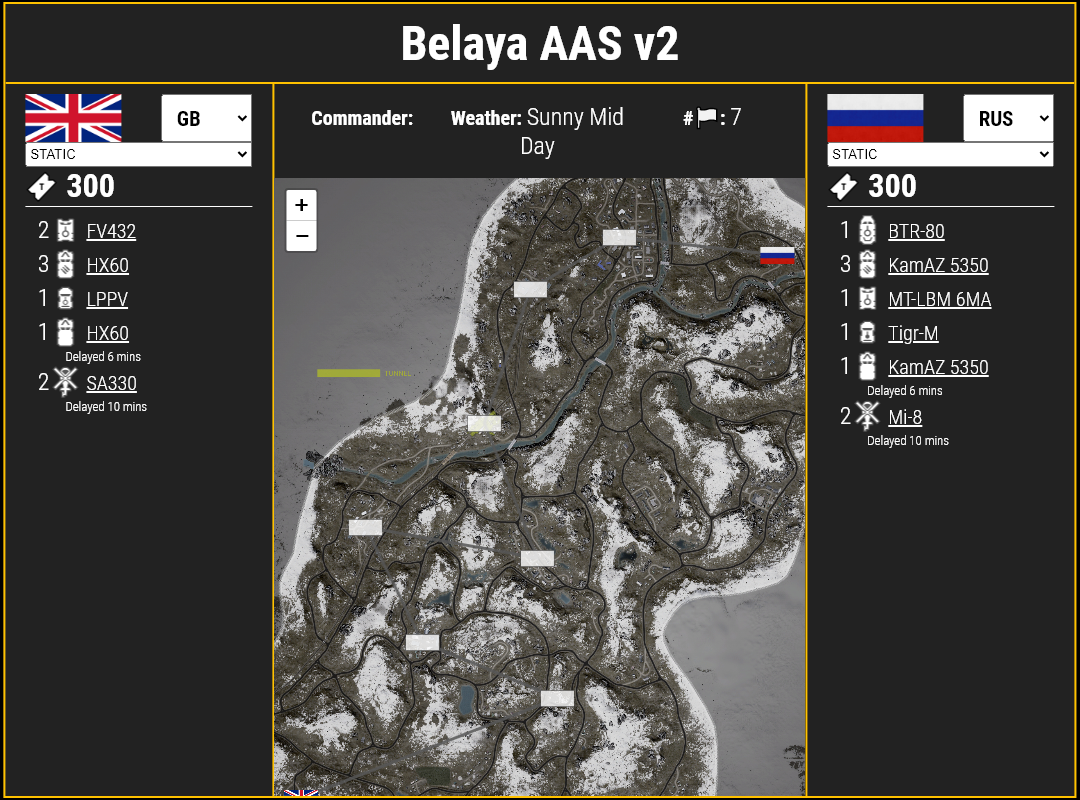 Belaya AAS v2
GB
STATIC
T 300
2 FV432
3 HX60
1 LPPV
1 HX60
Delayed 6 mins
2 SA330
Delayed 10 mins
Commander:
Weather: Sunny Mid
Day
# : 7
+
−
TUNNEL
RUS
STATIC
T 300
1 BTR-80
3 KamAZ 5350
1 MT-LBM 6MA
1 Tigr-M
1 KamAZ 5350
Delayed 6 mins
2 Mi-8
Delayed 10 mins